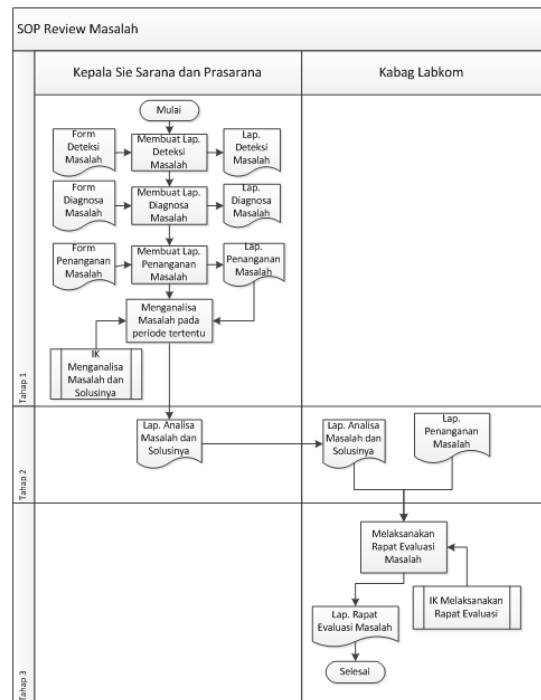 SOP Review Masalah
Kepala Sie Sarana dan Prasarana
Kabag Labkom
Mulai
Form
Deteksi
Masalah
Membuat Lap.
Deteksi
Masalah
Lap.
Deteksi
Masalah
Form
Diagnosa
Masalah
Membuat Lap.
Diagnosa
Masalah
Lap.
Diagnosa
Masalah
Form
Penanganan
Masalah
Membuat Lap.
Penanganan
Masalah
Lap.
Penanganan
Masalah
Menganalisa
Masalah pada
periode tertentu
IK
Menganalisa
Masalah dan
Solusinya
Tahap 1
Lap. Analisa
Masalah dan
Solusinya
Lap. Analisa
Masalah dan
Solusinya
Lap.
Penanganan
Masalah
Tahap 2
Melaksanakan
Rapat Evaluasi
Masalah
IK Melaksanakan
Rapat Evaluasi
Lap. Rapat
Evaluasi Masalah
Selesai
Tahap 3